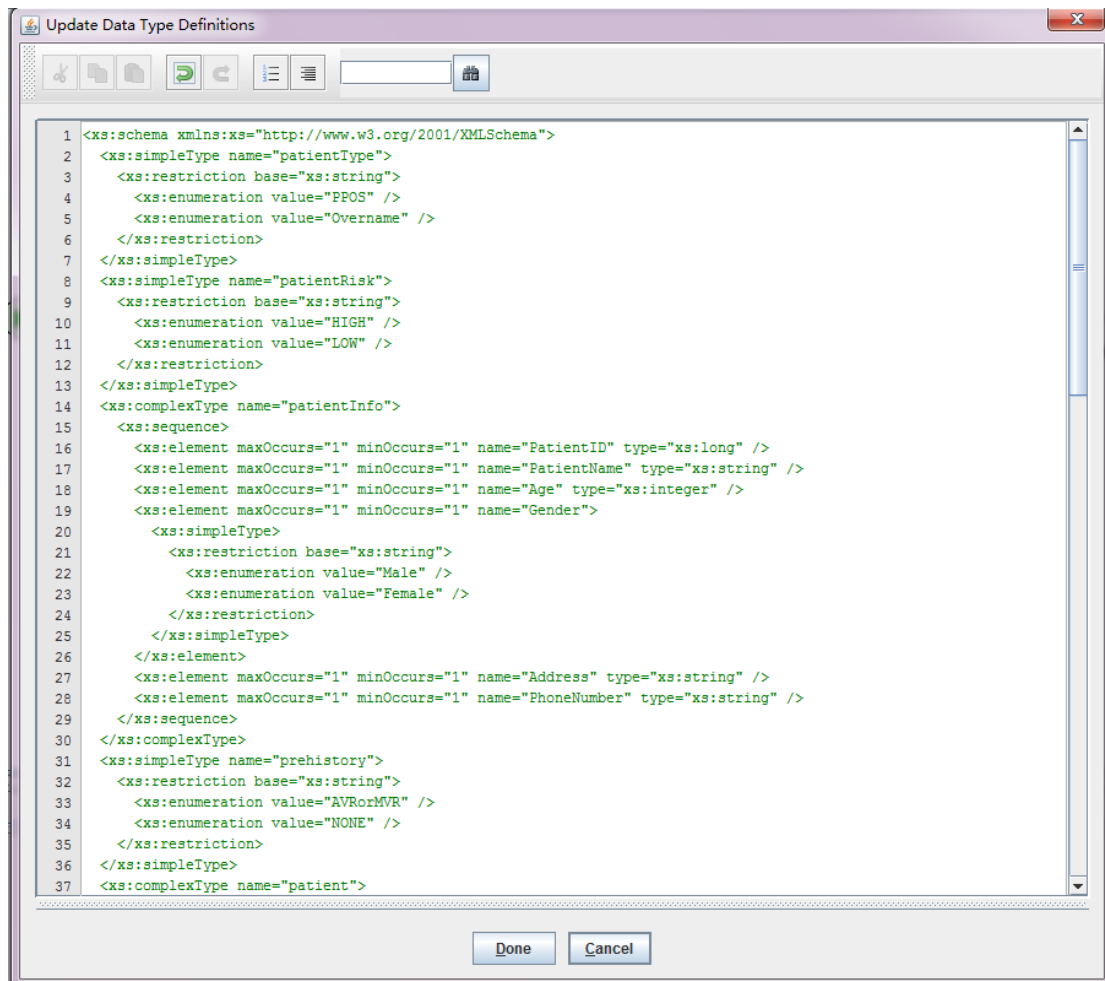 Update Data Type Definitions
1 <xs:schema xmlns:xs="http://www.w3.org/2001/XMLSchema">
2   <xs:simpleType name="patientType">
3     <xs:restriction base="xs:string">
4       <xs:enumeration value="PPOS" />
5       <xs:enumeration value="Overname" />
6     </xs:restriction>
7   </xs:simpleType>
8   <xs:simpleType name="patientRisk">
9     <xs:restriction base="xs:string">
10       <xs:enumeration value="HIGH" />
11       <xs:enumeration value="LOW" />
12     </xs:restriction>
13   </xs:simpleType>
14   <xs:complexType name="patientInfo">
15     <xs:sequence>
16       <xs:element maxOccurs="1" minOccurs="1" name="PatientID" type="xs:long" />
17       <xs:element maxOccurs="1" minOccurs="1" name="PatientName" type="xs:string" />
18       <xs:element maxOccurs="1" minOccurs="1" name="Age" type="xs:integer" />
19       <xs:element maxOccurs="1" minOccurs="1" name="Gender">
20         <xs:simpleType>
21           <xs:restriction base="xs:string">
22             <xs:enumeration value="Male" />
23             <xs:enumeration value="Female" />
24           </xs:restriction>
25         </xs:simpleType>
26       </xs:element>
27       <xs:element maxOccurs="1" minOccurs="1" name="Address" type="xs:string" />
28       <xs:element maxOccurs="1" minOccurs="1" name="PhoneNumber" type="xs:string" />
29     </xs:sequence>
30   </xs:complexType>
31   <xs:simpleType name="prehistory">
32     <xs:restriction base="xs:string">
33       <xs:enumeration value="AVRorMVR" />
34       <xs:enumeration value="NONE" />
35     </xs:restriction>
36   </xs:simpleType>
37   <xs:complexType name="patient">
Done Cancel